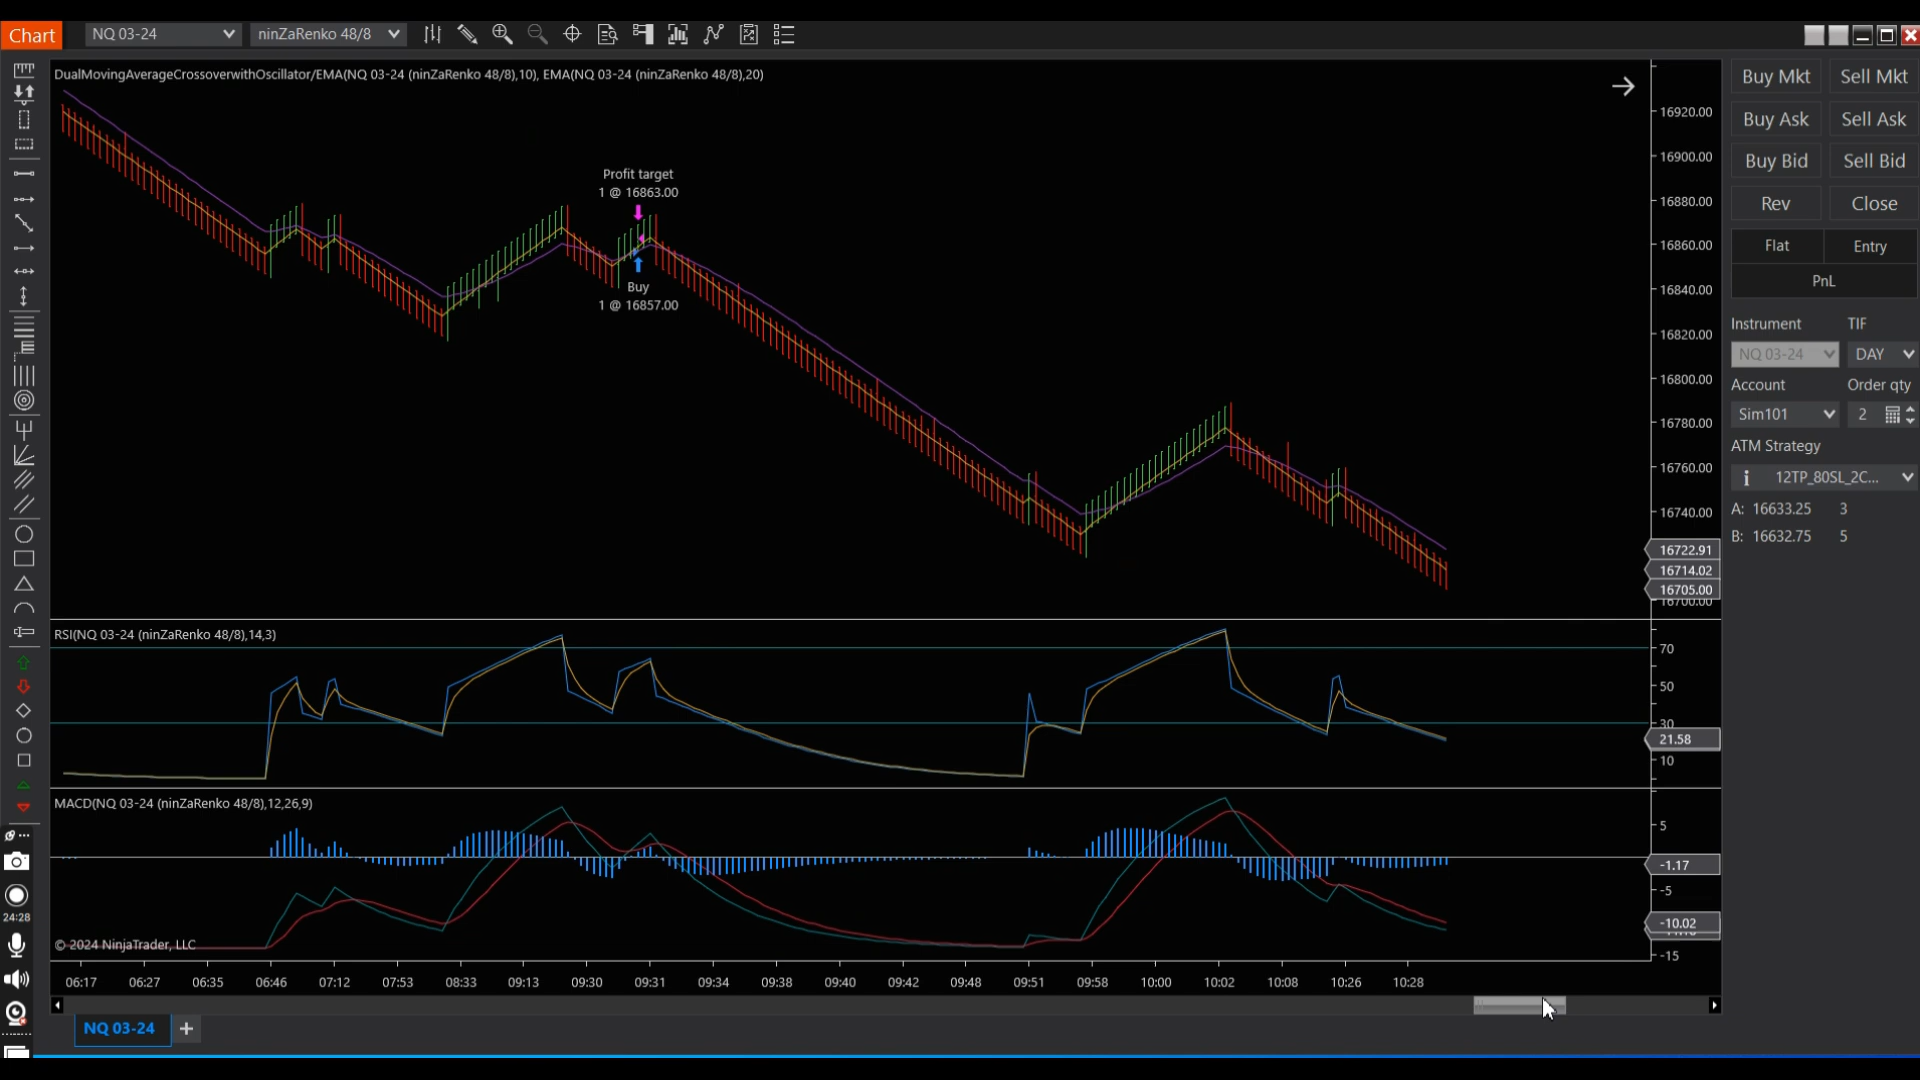 Chart
NQ 03-24
ninZaRenko 48/8
DualMovingAverageCrossoverwithOscillator/EMA(NQ 03-24 (ninZaRenko 48/8),10), EMA(NQ 03-24 (ninZaRenko 48/8),20)
Profit target
1 @ 16863.00
Buy
1 @ 16857.00
16920.00
16900.00
16880.00
16860.00
16840.00
16820.00
16800.00
16780.00
16760.00
16740.00
16722.91
16714.02
16705.00
16700.00
RSI(NQ 03-24 (ninZaRenko 48/8),14,3)
70
50
30
21.58
10
MACD(NQ 03-24 (ninZaRenko 48/8),12,26,9)
5
-1.17
-5
-10.02
-15
© 2024 NinjaTrader, LLC
06:17 06:27 06:35 06:46 07:12 07:53 08:33 09:13 09:30 09:31 09:34 09:38 09:40 09:42 09:48 09:51 09:58 10:00 10:02 10:08 10:26 10:28
NQ 03-24 +
24:28
Buy Mkt Sell Mkt
Buy Ask Sell Ask
Buy Bid Sell Bid
Rev Close
Flat Entry
PnL
Instrument TIF
NQ 03-24 DAY
Account Order qty
Sim101 2
ATM Strategy
i 12TP_80SL_2C...
A: 16633.25 3
B: 16632.75 5